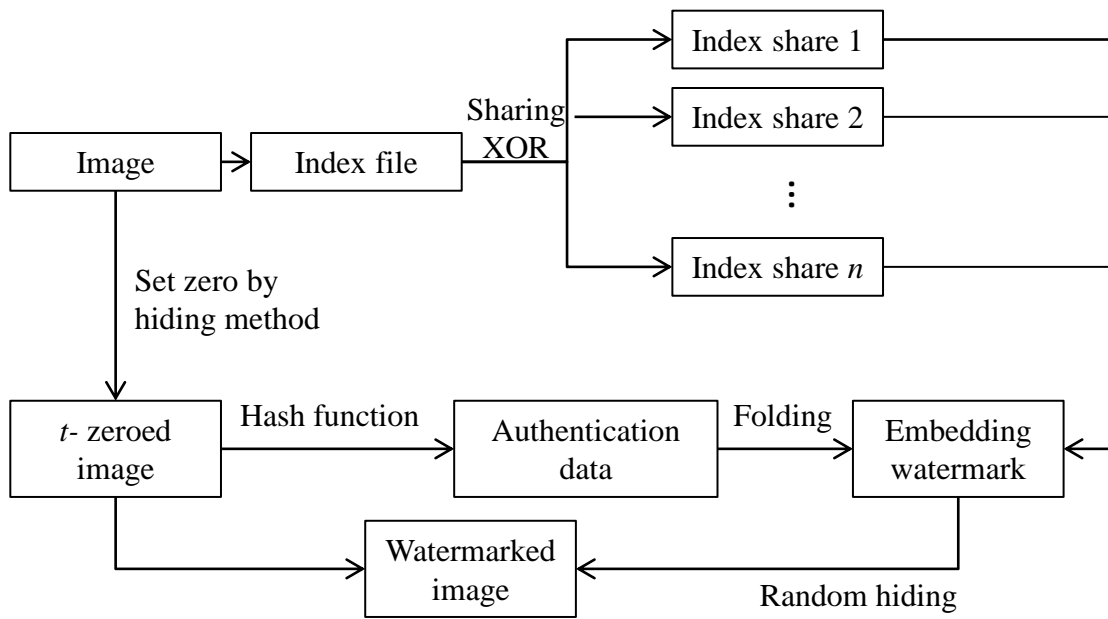 Index share 1
Sharing
XOR
Index share 2
Image
Index file
⋮
Index share n
Set zero by
hiding method
t- zeroed
image
Hash function
Authentication
data
Folding
Embedding
watermark
Watermarked
image
Random hiding